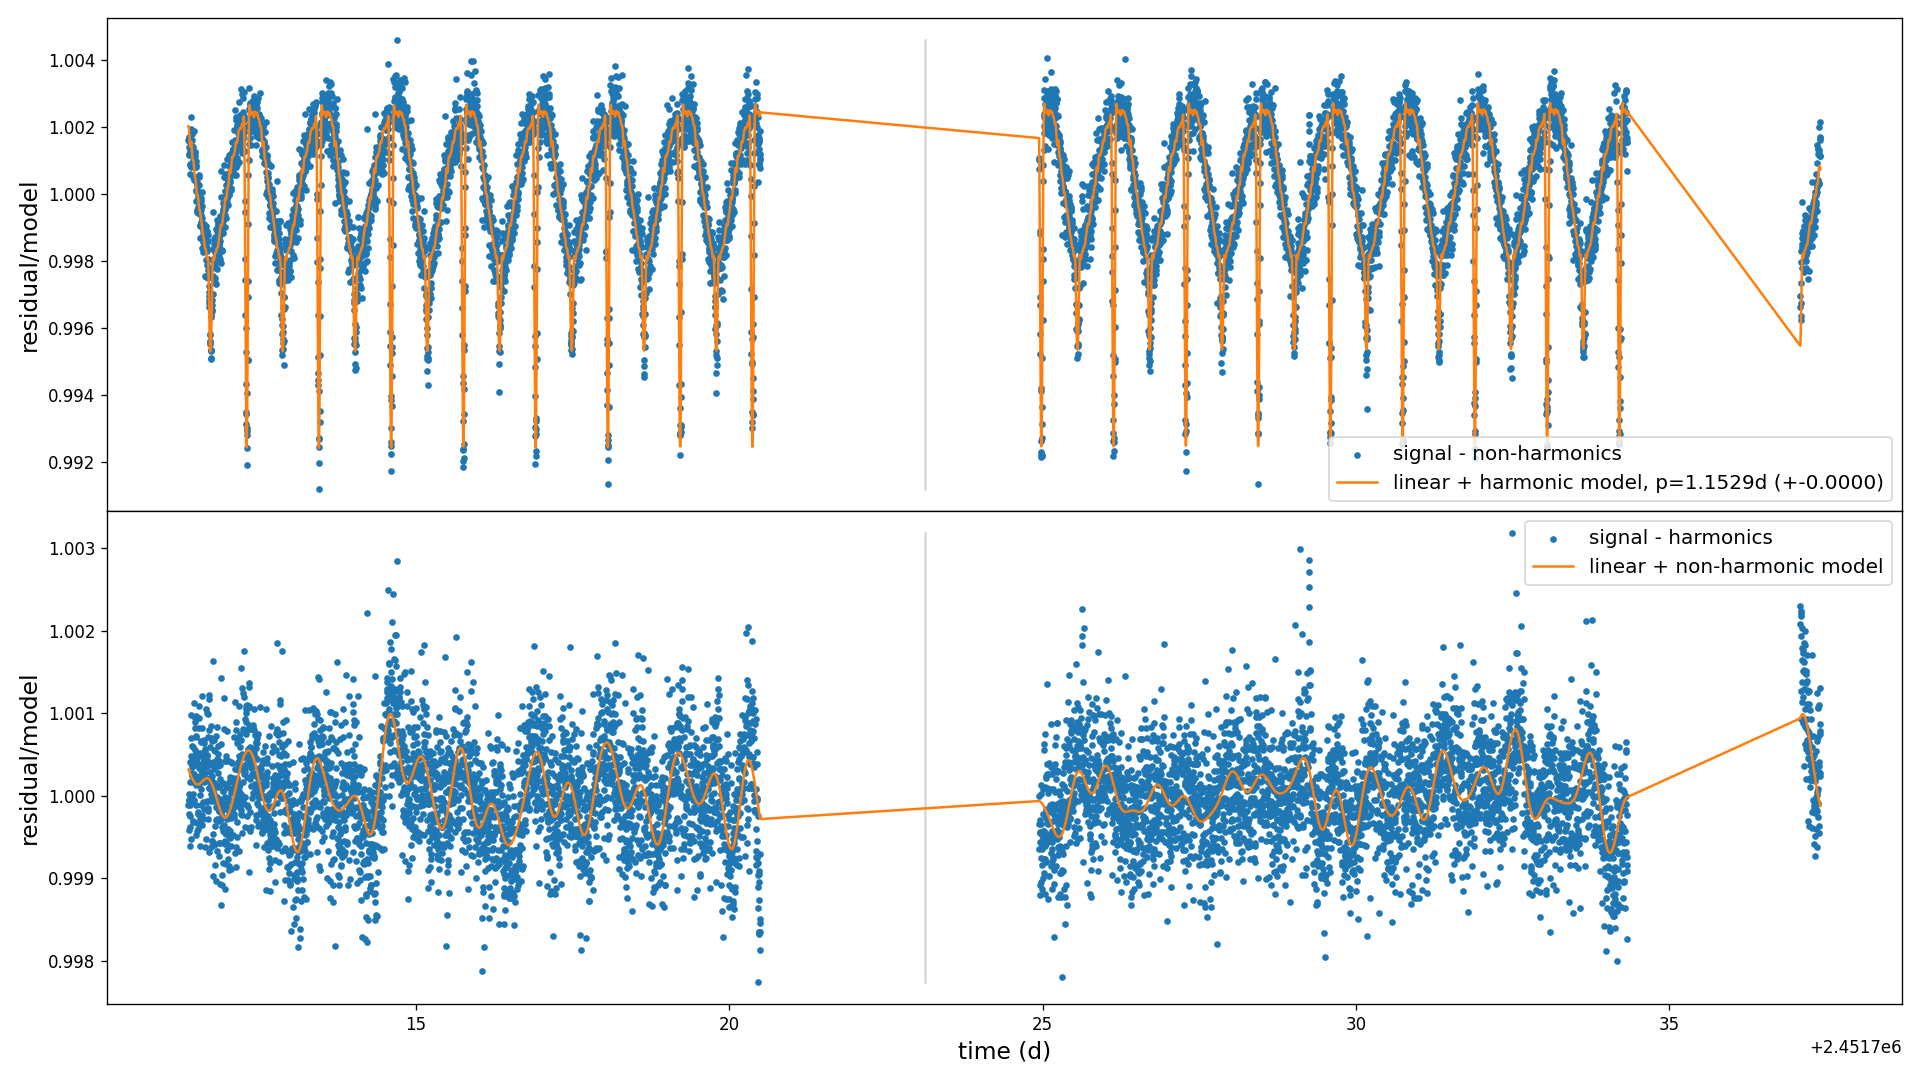 residual/model
1.004
1.002
1.000
0.998
0.996
0.994
0.992
signal - non-harmonics
linear + harmonic model, p=1.1529d (+-0.0000)
residual/model
1.003
1.002
1.001
1.000
0.999
0.998
signal - harmonics
linear + non-harmonic model
15 20 25 30 35
time (d)
+2.4517e6